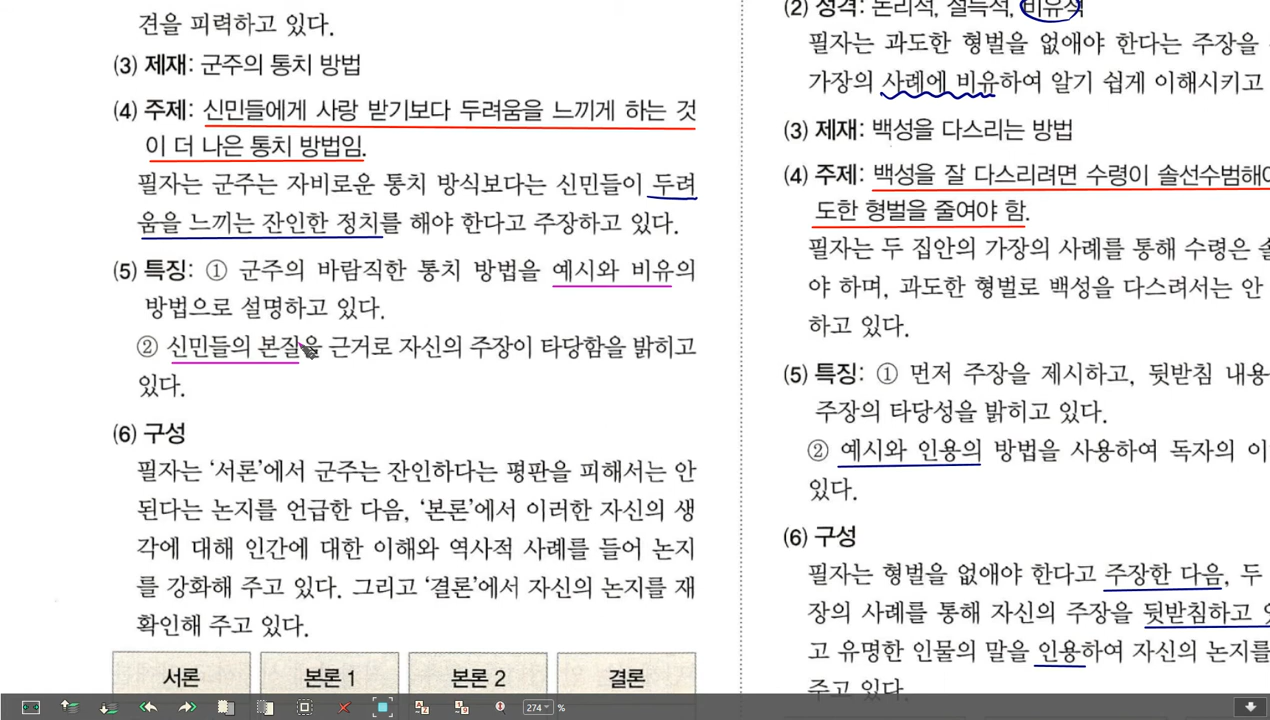 견을 피력하고 있다.
(3) 제재: 군주의 통치 방법
(4) 주제: 신민들에게 사랑 받기보다 두려움을 느끼게 하는 것
이 더 나은 통치 방법임.
필자는 군주는 자비로운 통치 방식보다는 신민들이 두려
움을 느끼는 잔인한 정치를 해야 한다고 주장하고 있다.
(5) 특징: ① 군주의 바람직한 통치 방법을 예시와 비유의
방법으로 설명하고 있다.
② 신민들의 본질을 근거로 자신의 주장이 타당함을 밝히고
있다.
(6) 구성
필자는 ‘서론’에서 군주는 잔인하다는 평판을 피해서는 안
된다는 논지를 언급한 다음, ‘본론’에서 이러한 자신의 생
각에 대해 인간에 대한 이해와 역사적 사례를 들어 논지
를 강화해 주고 있다. 그리고 ‘결론’에서 자신의 논지를 재
확인해 주고 있다.
서론
본론 1
본론 2
결론
(2) 성격: 논리적, 설득적, 비유적
필자는 과도한 형벌을 없애야 한다는 주장을
가장의 사례에 비유하여 알기 쉽게 이해시키고
(3) 제재: 백성을 다스리는 방법
(4) 주제: 백성을 잘 다스리려면 수령이 솔선수범해야
도한 형벌을 줄여야 함.
필자는 두 집안의 가장의 사례를 통해 수령은 솔
야 하며, 과도한 형벌로 백성을 다스려서는 안
하고 있다.
(5) 특징: ① 먼저 주장을 제시하고, 뒷받침 내용
주장의 타당성을 밝히고 있다.
② 예시와 인용의 방법을 사용하여 독자의 이
있다.
(6) 구성
필자는 형벌을 없애야 한다고 주장한 다음, 두
장의 사례를 통해 자신의 주장을 뒷받침하고
고 유명한 인물의 말을 인용하여 자신의 논지를
주고 있다.
274 %